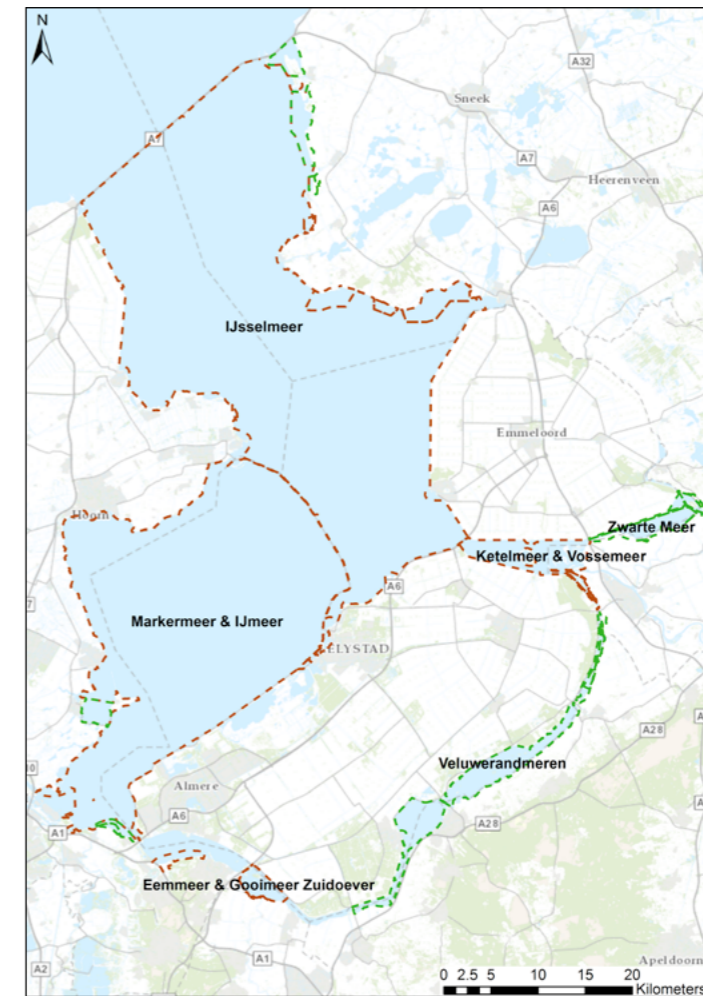 N
A32
Sneek
A7
A7
Heerenveen
A6
IJsselmeer
Emmeloord
Hoorn
Zwarte Meer
Ketelmeer & Vossemeer
A6
Markermeer & IJmeer
LELYSTAD
A28
Veluwerandmeren
Almere
A6
A28
A1
Eemmeer & Gooimeer Zuidoever
A1
A2
Apeldoorn
0 2.5 5 10 15 20
Kilometers